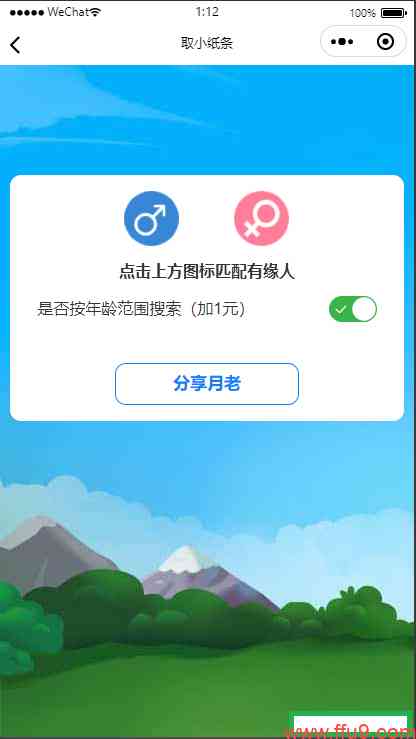 WeChat 1:12 100%
取小纸条
点击上方图标匹配有缘人
是否按年龄范围搜索（加1元）
分享月老
www.ffu9.com